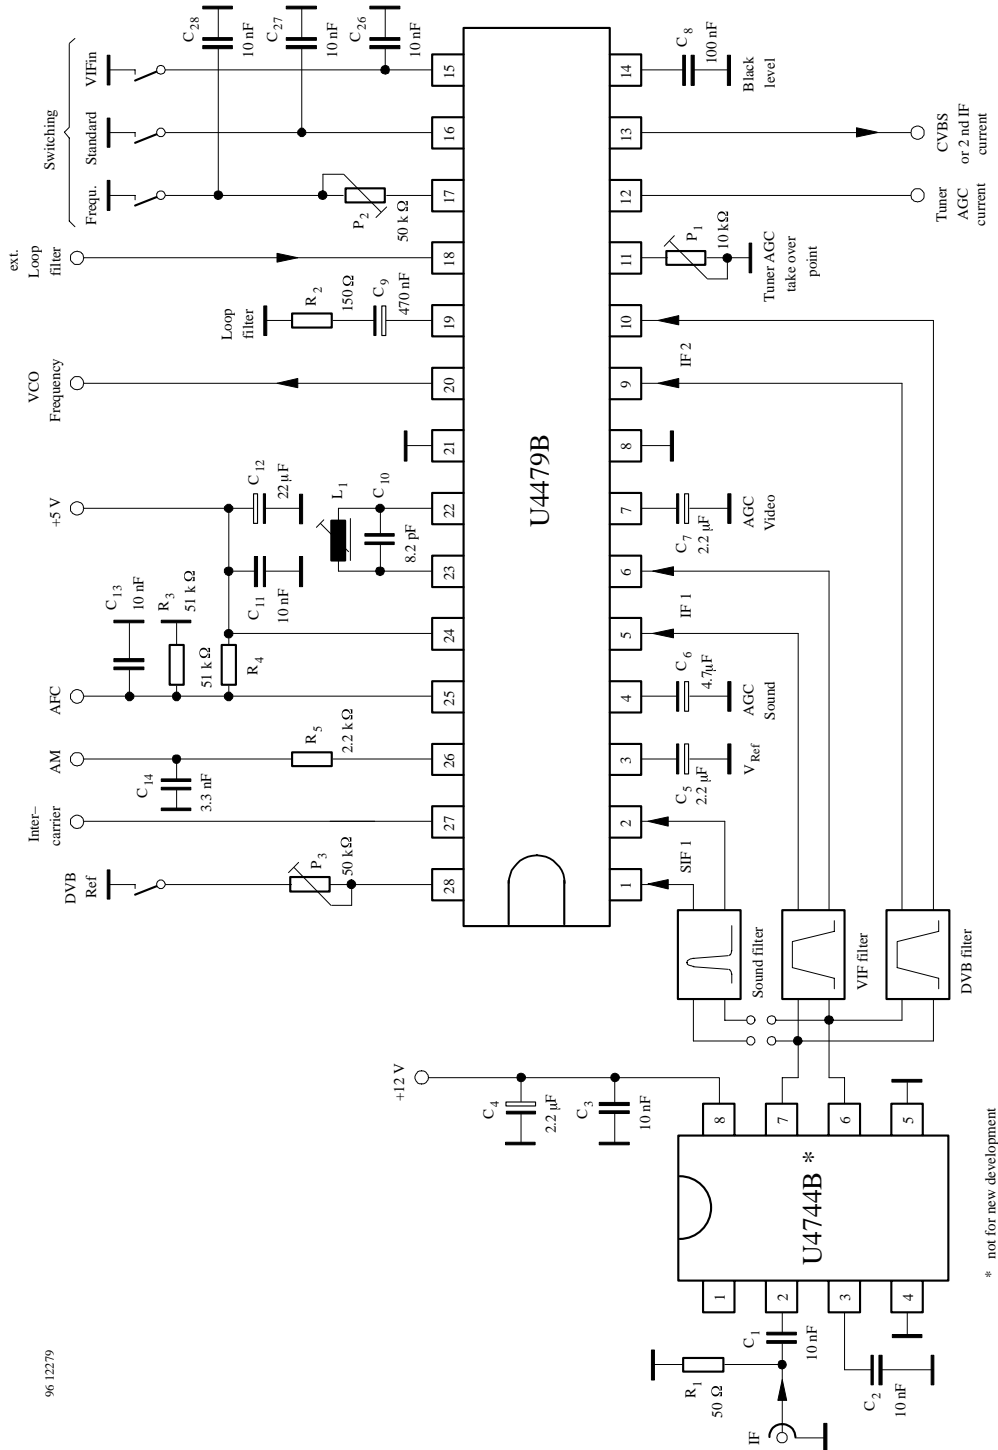 Switching
VIFin
Standard
Frequ.
C28
10 nF
C27
10 nF
C26
10 nF
15
16
17
18
19
20
21
22
23
24
25
26
27
28
P2
50 k Ω
ext.
Loop
filter
Loop
filter
R2
150 Ω
C9
470 nF
VCO
Frequency
+5 V
C12
22 µF
L1
C10
8.2 pF
C11
10 nF
C13
10 nF
R3
51 k Ω
51 k Ω
R4
AFC
AM
R5
2.2 k Ω
C14
3.3 nF
Inter–
carrier
DVB
Ref
P3
50 k Ω
U4479B
14
13
12
11
10
9
8
7
6
5
4
3
2
1
C8
100 nF
Black
level
CVBS
or 2 nd IF
current
Tuner
AGC
current
P1
10 k Ω
Tuner AGC
take over
point
IF 2
C7
2.2 µF
AGC
Video
IF 1
C6
4.7µF
AGC
Sound
C5
2.2 µF
V Ref
SIF 1
Sound filter
VIF filter
DVB filter
+12 V
C4
2.2 µF
C3
10 nF
8
7
6
5
U4744B *
1
2
3
4
C1
10 nF
R1
50 Ω
C2
10 nF
IF
* not for new development
96 12279